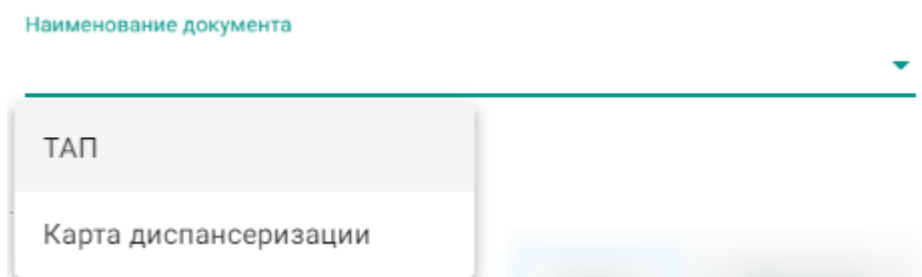 Наименование документа
ТАП
Карта диспансеризации